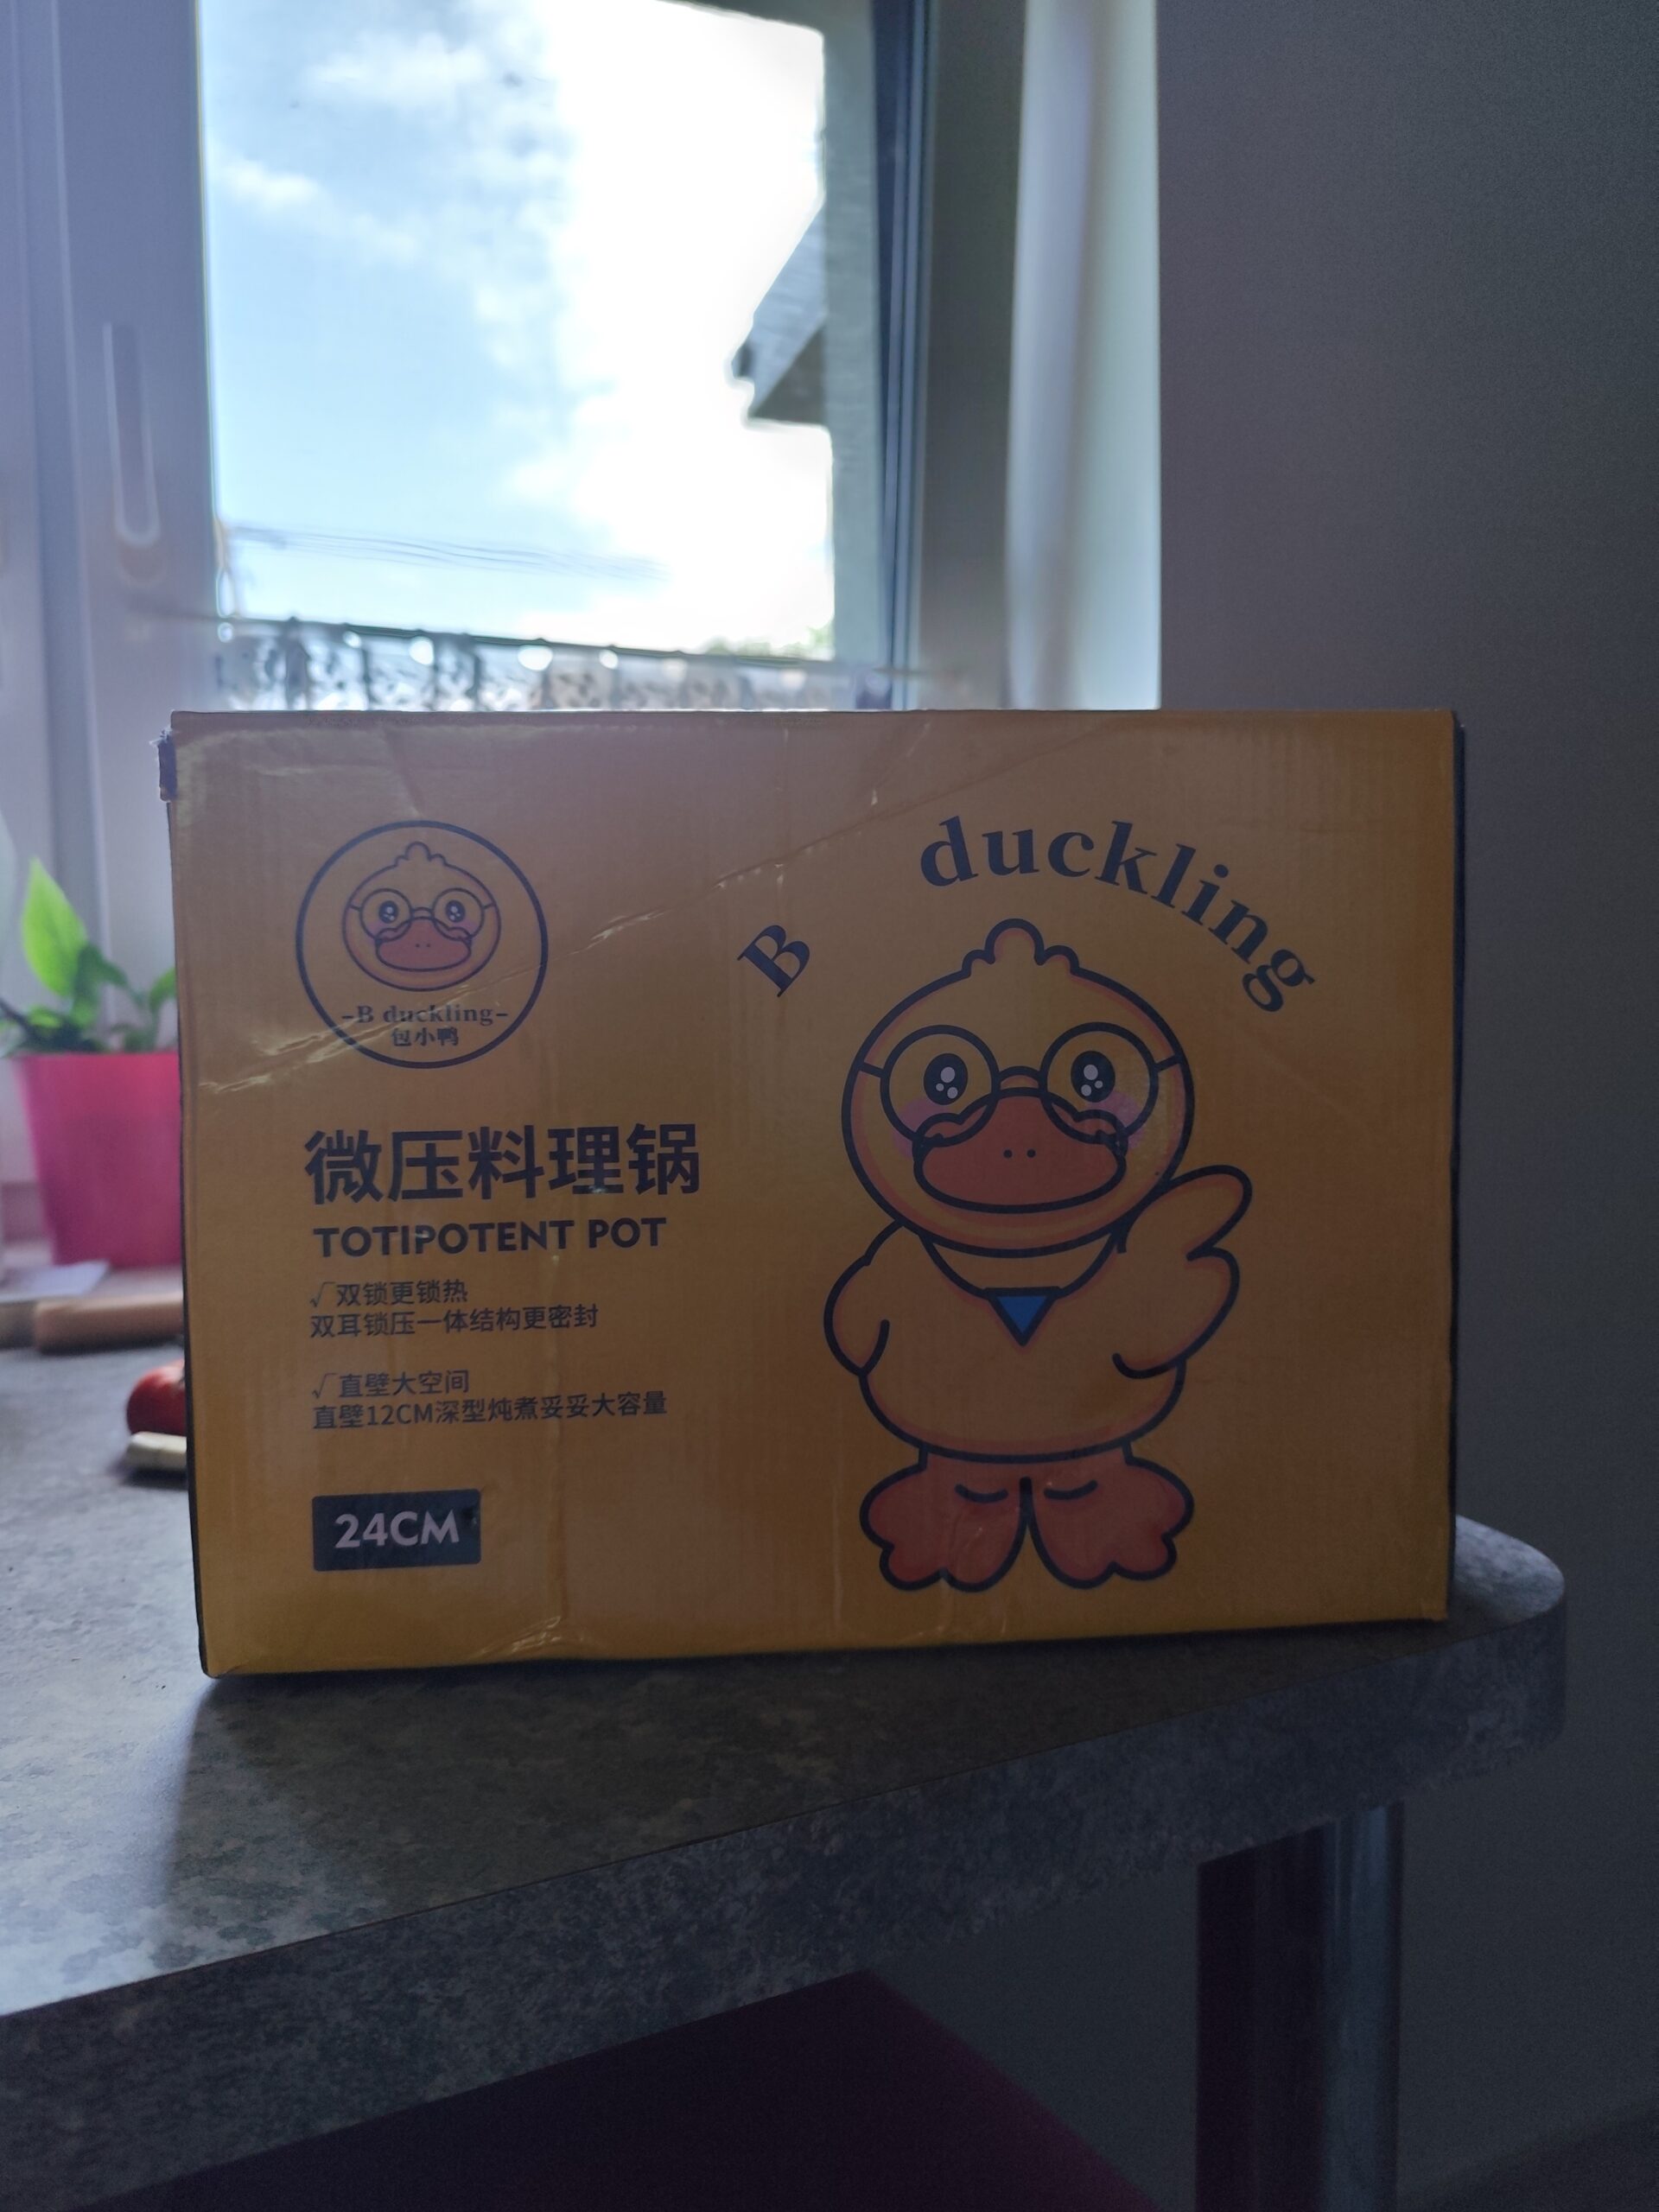 -B duckling-
包小鸭
B duckling
微压料理锅
TOTIPOTENT POT
√双锁更锁热
双耳锁压一体结构更密封
√直壁大空间
直壁12CM深型炖煮妥妥大容量
24CM